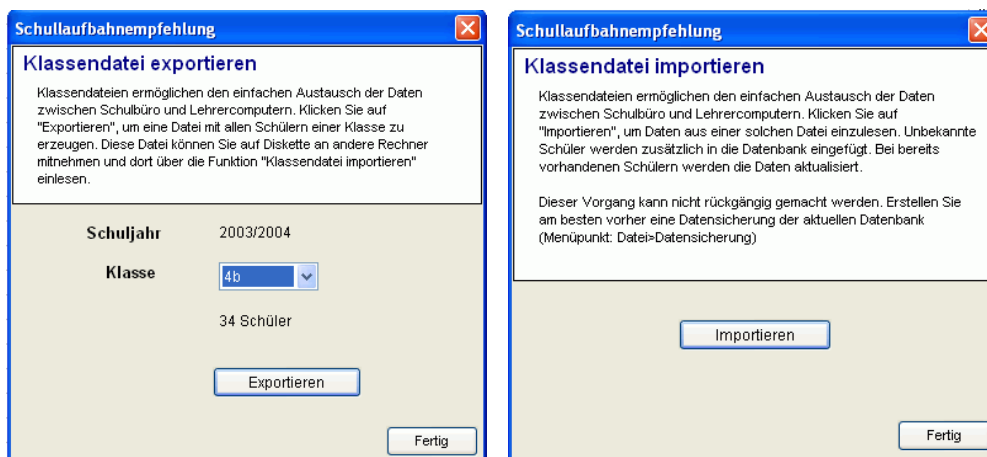 Schullaufbahnempfehlung
Klassendatei exportieren
Klassendateien ermöglichen den einfachen Austausch der Daten
zwischen Schulbüro und Lehrercomputern. Klicken Sie auf
"Exportieren", um eine Datei mit allen Schülern einer Klasse zu
erzeugen. Diese Datei können Sie auf Diskette an andere Rechner
mitnehmen und dort über die Funktion "Klassendatei importieren"
einlesen.
Schuljahr 2003/2004
Klasse 4b
34 Schüler
Exportieren
Fertig
Schullaufbahnempfehlung
Klassendatei importieren
Klassendateien ermöglichen den einfachen Austausch der Daten
zwischen Schulbüro und Lehrercomputern. Klicken Sie auf
"Importieren", um Daten aus einer solchen Datei einzulesen. Unbekannte
Schüler werden zusätzlich in die Datenbank eingefügt. Bei bereits
vorhandenen Schülern werden die Daten aktualisiert.
Dieser Vorgang kann nicht rückgängig gemacht werden. Erstellen Sie
am besten vorher eine Datensicherung der aktuellen Datenbank
(Menüpunkt: Datei>Datensicherung)
Importieren
Fertig